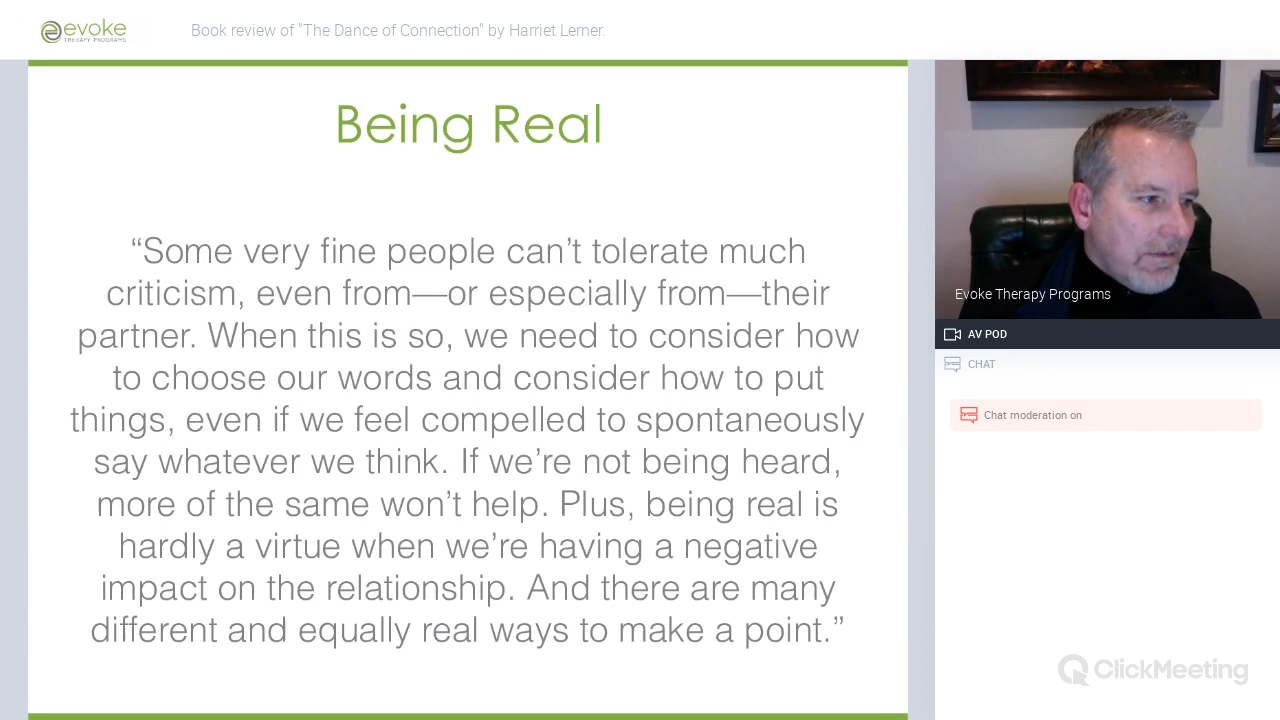 evoke
THERAPY PROGRAMS
Book review of "The Dance of Connection" by Harriet Lerner.
Being Real
“Some very fine people can’t tolerate much
criticism, even from—or especially from—their
partner. When this is so, we need to consider how
to choose our words and consider how to put
things, even if we feel compelled to spontaneously
say whatever we think. If we’re not being heard,
more of the same won’t help. Plus, being real is
hardly a virtue when we’re having a negative
impact on the relationship. And there are many
different and equally real ways to make a point.”
Evoke Therapy Programs
AV POD
CHAT
Chat moderation on
ClickMeeting